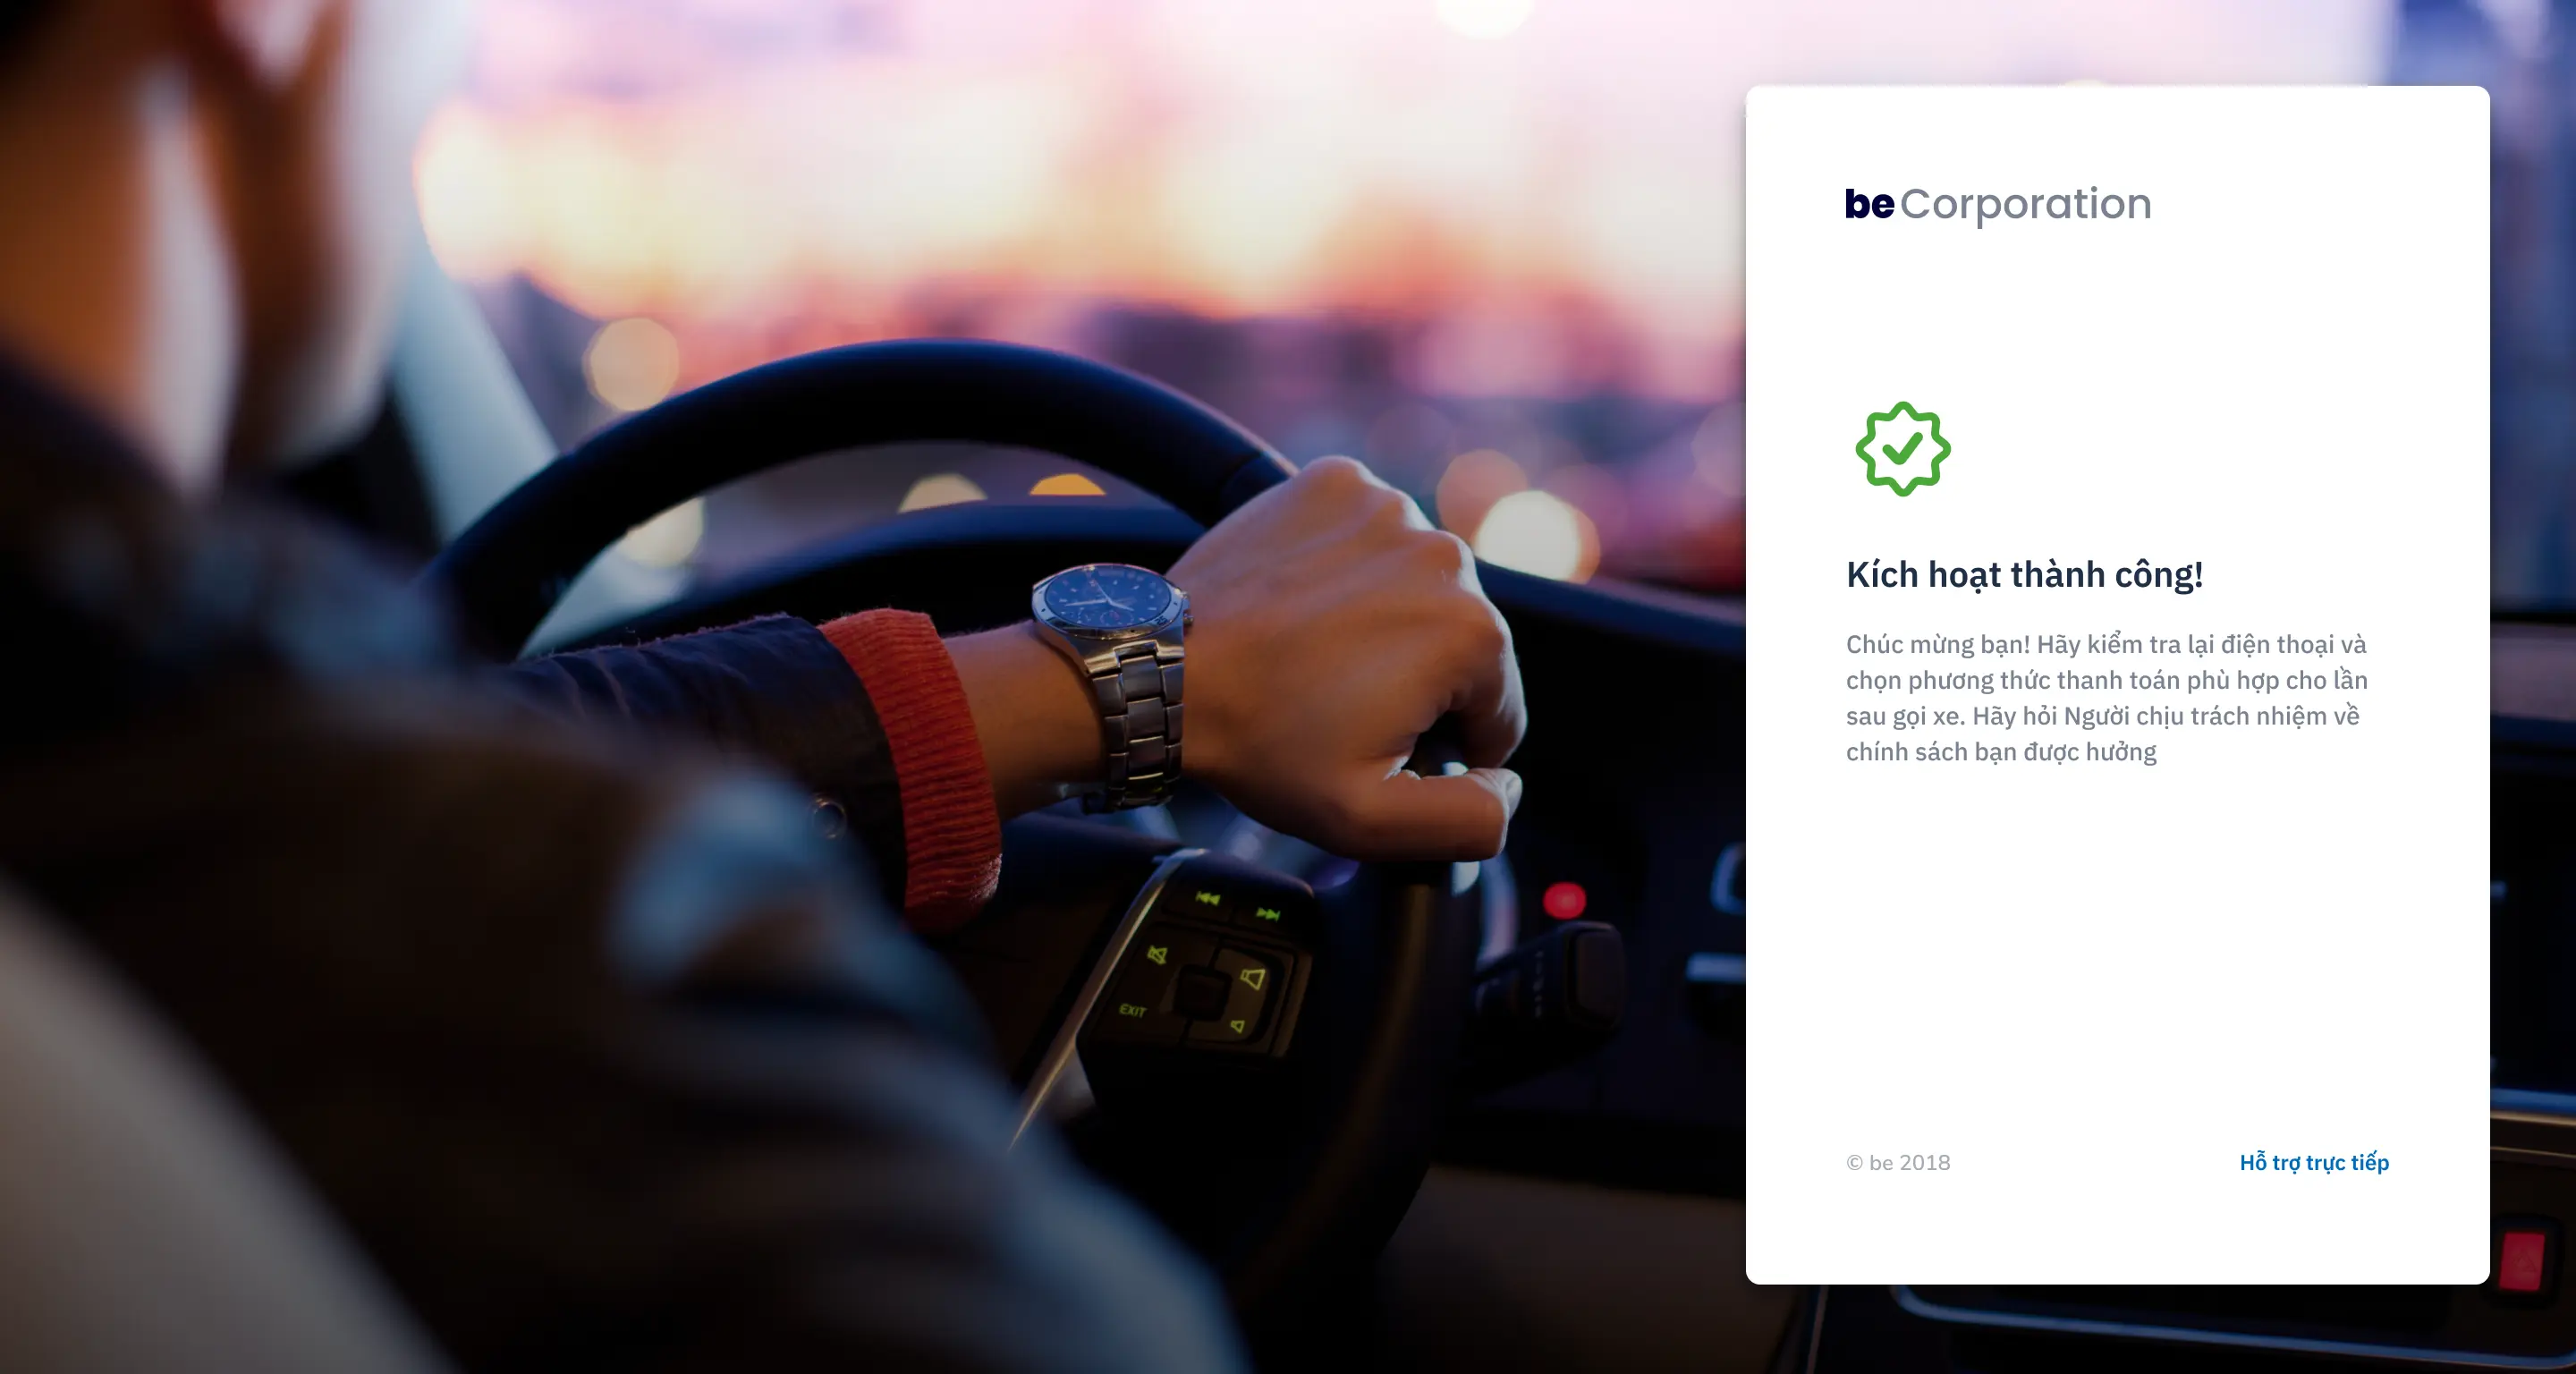 be Corporation
Kích hoạt thành công!
Chúc mừng bạn! Hãy kiểm tra lại điện thoại và
chọn phương thức thanh toán phù hợp cho lần
sau gọi xe. Hãy hỏi Người chịu trách nhiệm về
chính sách bạn được hưởng
EXIT
© be 2018
Hỗ trợ trực tiếp